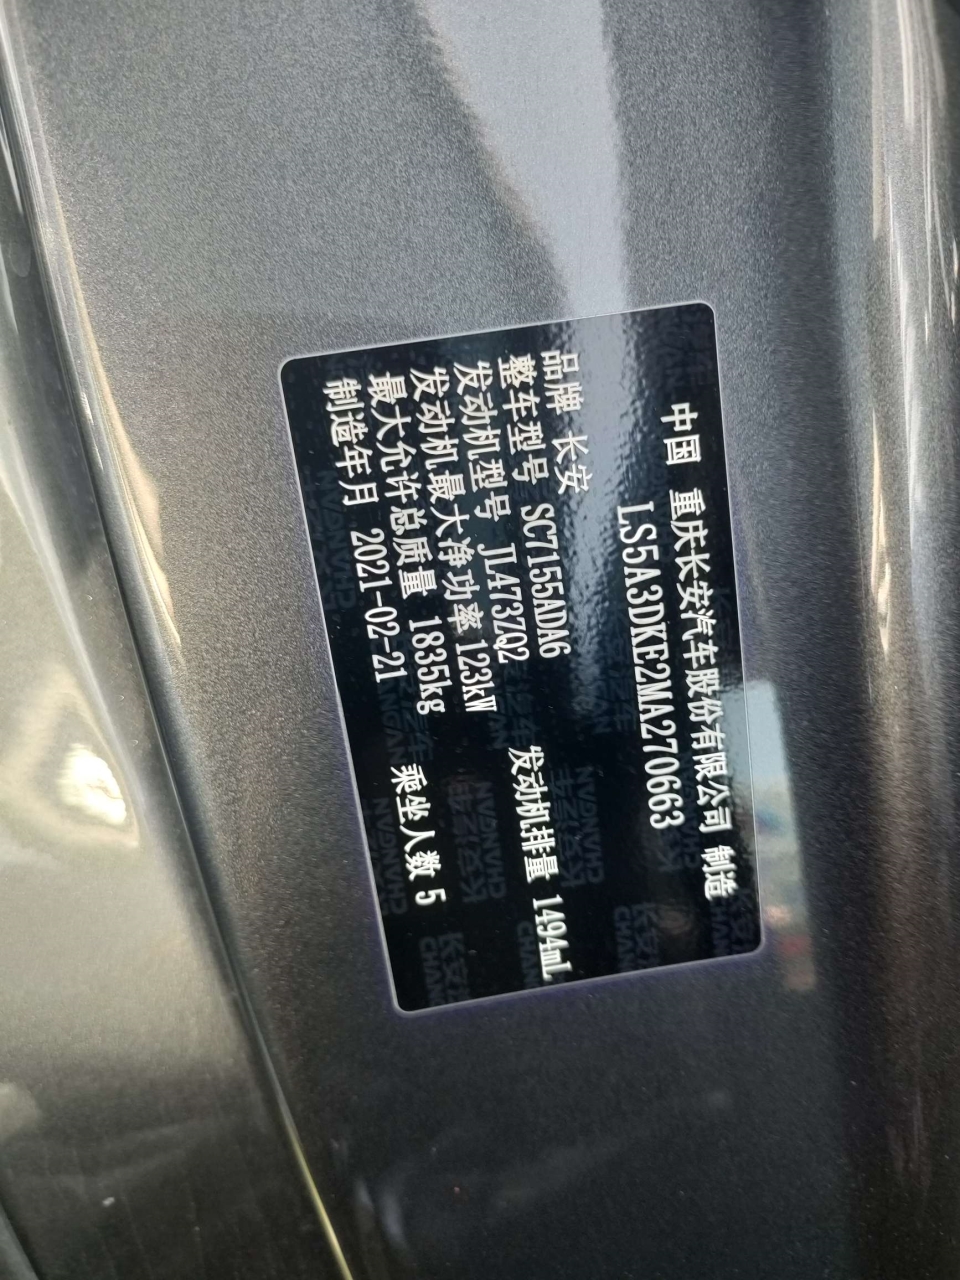 中国 重庆长安汽车股份有限公司 制造
LS5A3DKE2MA270663
品牌 长安
整车型号 SC7155ADA6
发动机型号 JL473ZQ2 发动机排量 1494mL
发动机最大净功率 123kW
最大允许总质量 1835kg
制造年月 2021-02-21 乘坐人数 5